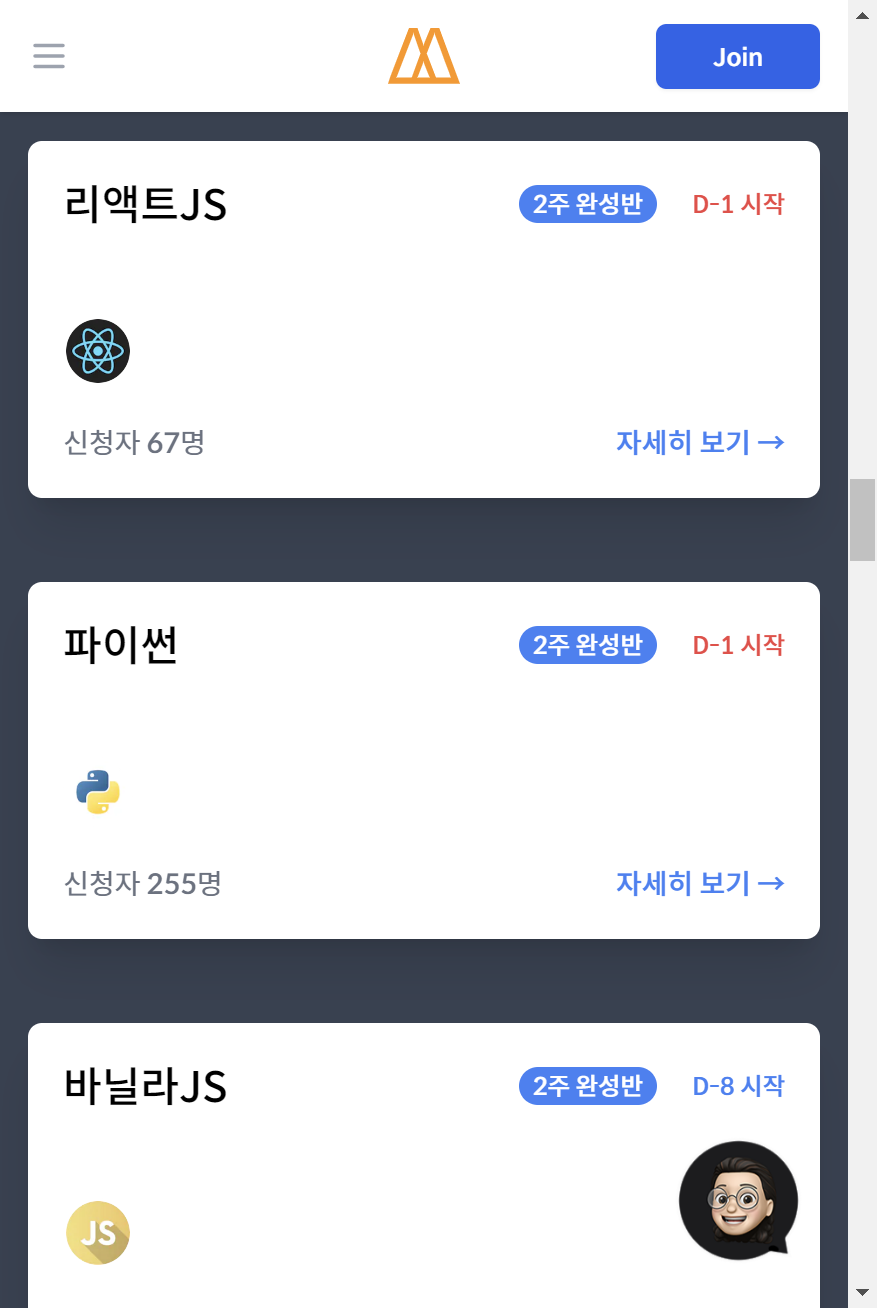 Join
리액트JS
2주 완성반
D-1 시작
신청자 67명
자세히 보기 →
파이썬
2주 완성반
D-1 시작
신청자 255명
자세히 보기 →
바닐라JS
2주 완성반
D-8 시작
JS